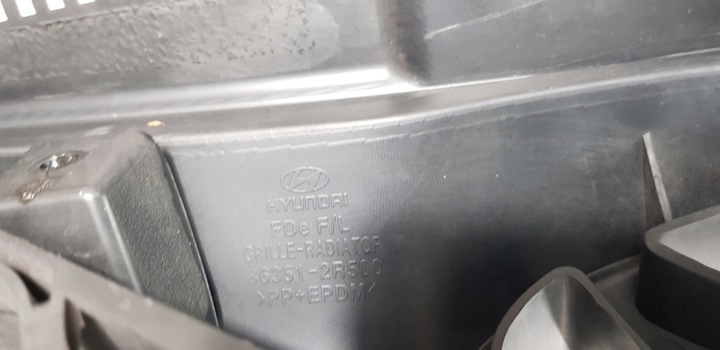 HYUNDAI
FDe F/L
GRILLE-RADIATOR
86351-2R500
>PP+EPDM<